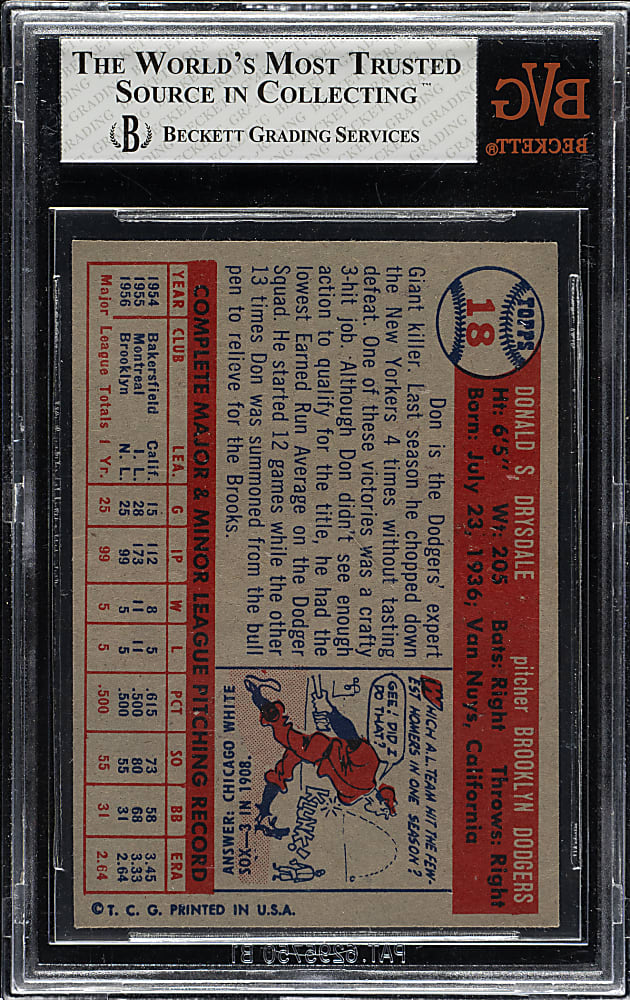 THE WORLD'S MOST TRUSTED
SOURCE IN COLLECTING™
B BECKETT GRADING SERVICES
BVG
BECKETT®
TOPPS
18
DONALD S. DRYSDALE pitcher BROOKLYN DODGERS
Ht: 6'5" Wt: 205 Bats: Right Throws: Right
Born: July 23, 1936; Van Nuys, California
Don is the Dodgers' expert
Giant killer. Last season he chopped down
the New Yorkers 4 times without tasting
defeat. One of these victories was a crafty
3-hit job. Although Don didn't see enough
action to qualify for the title, he had the
lowest Earned Run Average on the Dodger
Squad. He started 12 games while the other
13 times Don was summoned from the bull
pen to relieve for the Brooks.
WHICH A.L. TEAM HIT THE FEW-
EST HOMERS IN ONE SEASON?
GEE! DID I
DO THAT?
KLUNK!
ANSWER: CHICAGO WHITE
SOX—3 IN 1908.
COMPLETE MAJOR & MINOR LEAGUE PITCHING RECORD
YEAR CLUB LEA. G IP W L PCT. SO BB ERA
1954 Bakersfield Calif. 15 112 8 5 .615 73 58 3.45
1955 Montreal I. L. 28 173 11 11 .500 80 68 3.33
1956 Brooklyn N. L. 25 99 5 5 .500 55 31 2.64
Major League Totals 1 Yr. 25 99 5 5 .500 55 31 2.64
© T. C. G. PRINTED IN U.S.A.